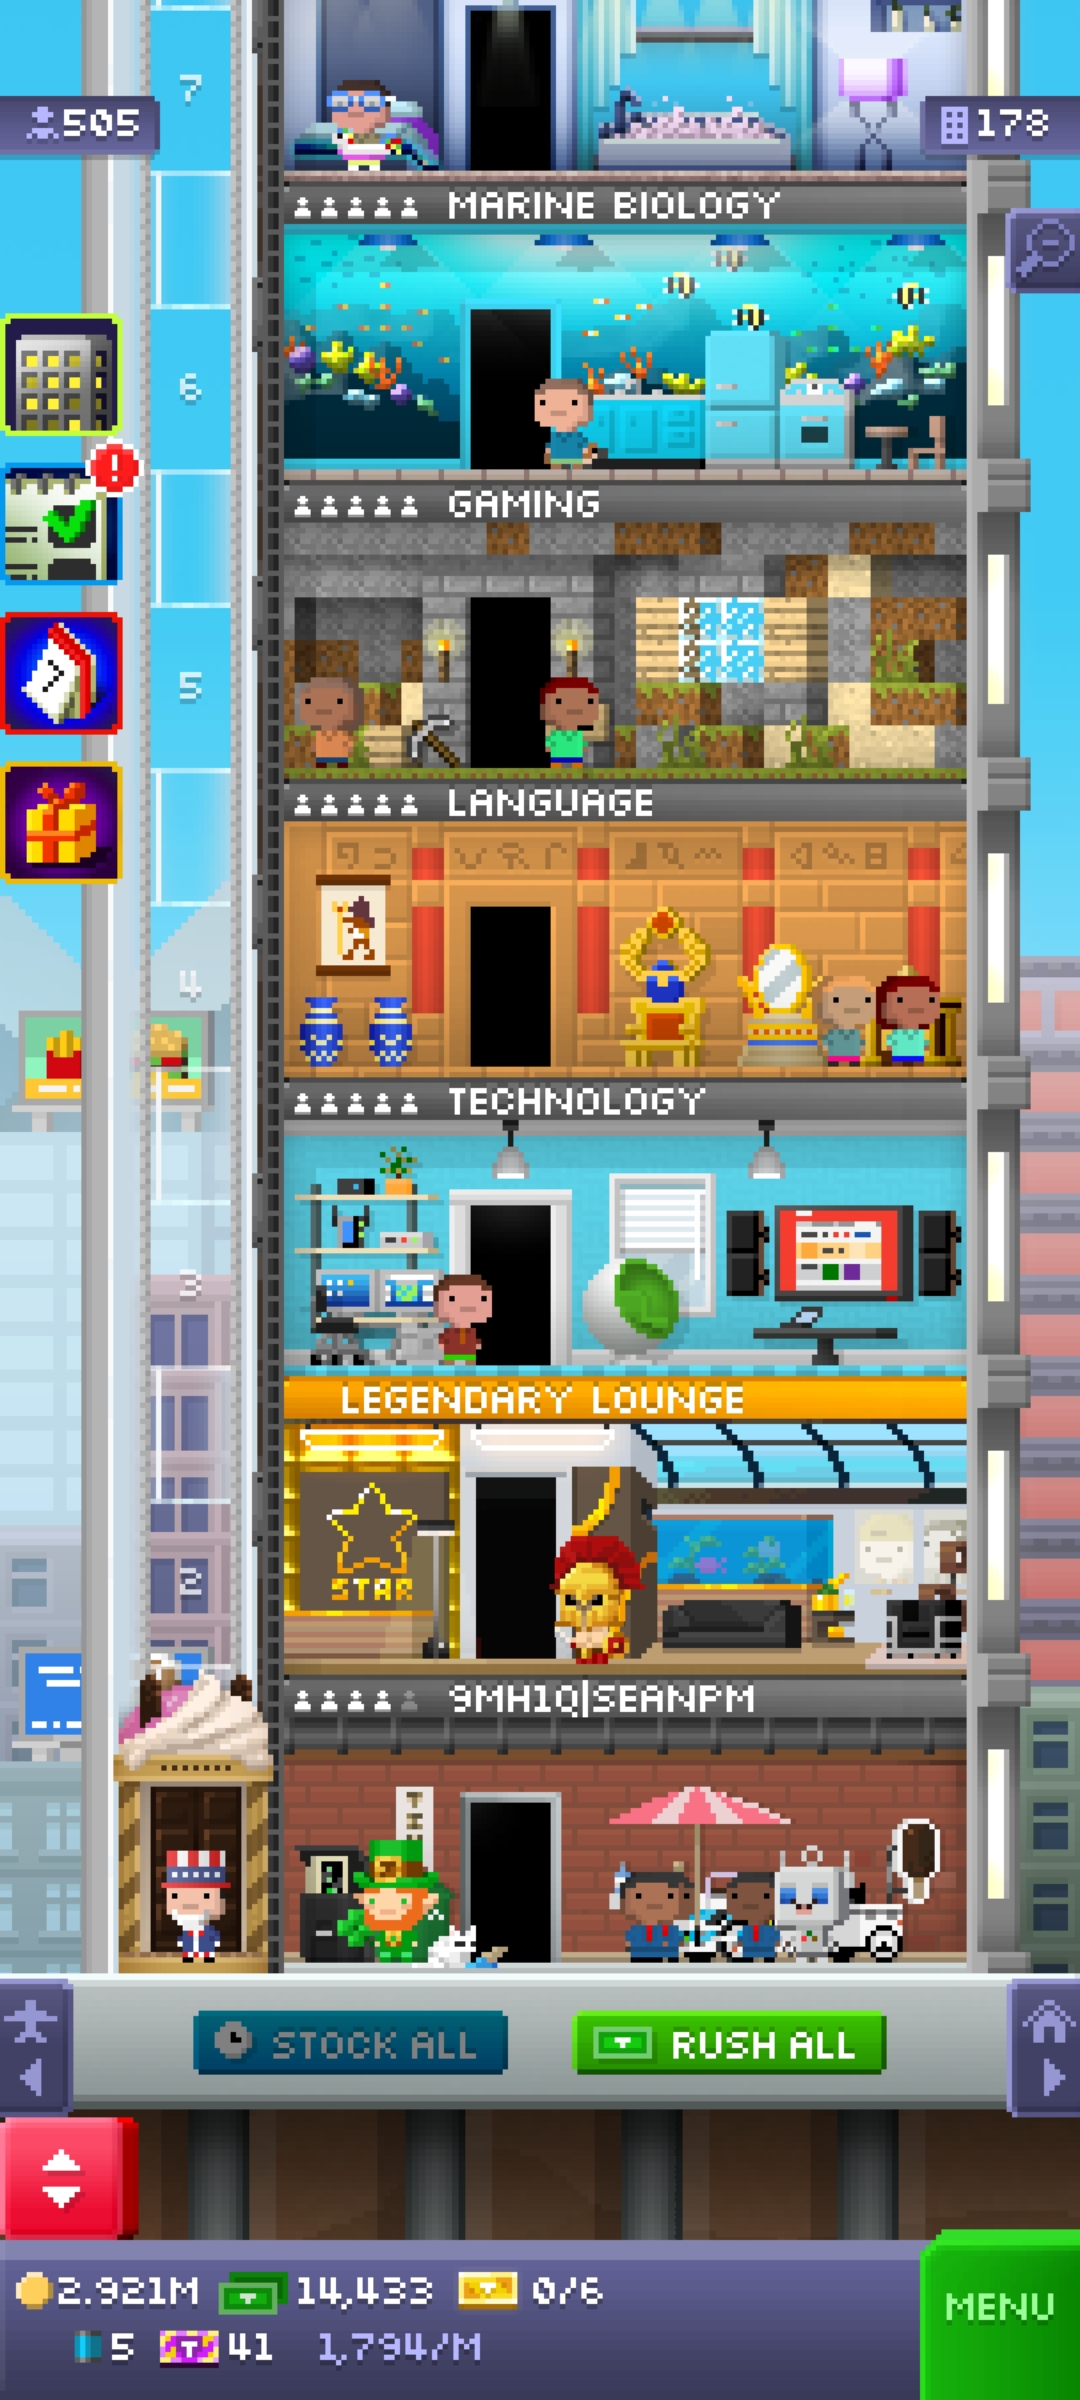 7
505
178
MARINE BIOLOGY
6
GAMING
5
LANGUAGE
4
TECHNOLOGY
3
LEGENDARY LOUNGE
STAR
2
9MH1Q|SEANPM
STOCK ALL
RUSH ALL
2.921M
14,433
0/6
MENU
5
41
1,794/M